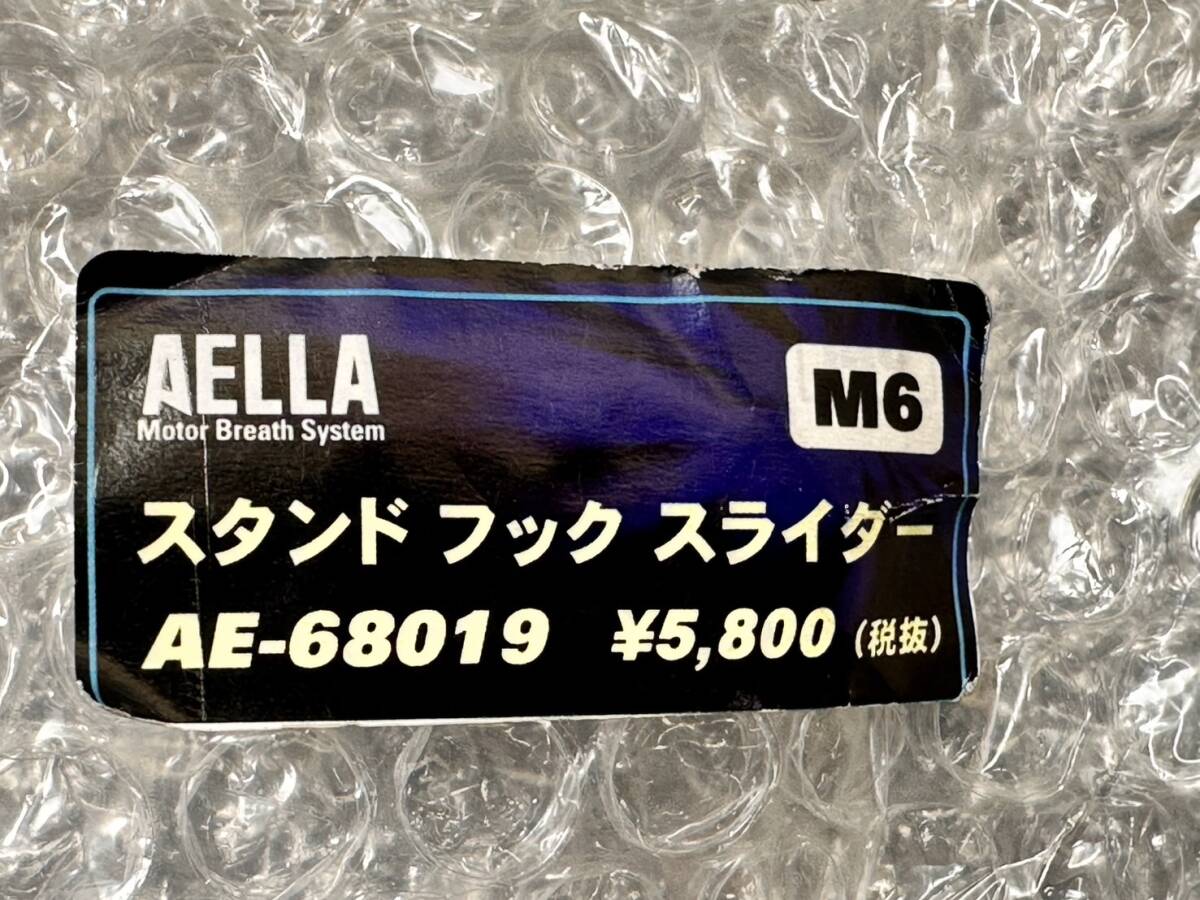 AELLA
Motor Breath System
M6
スタンド フック スライダー
AE-68019 ¥5,800 (税抜)